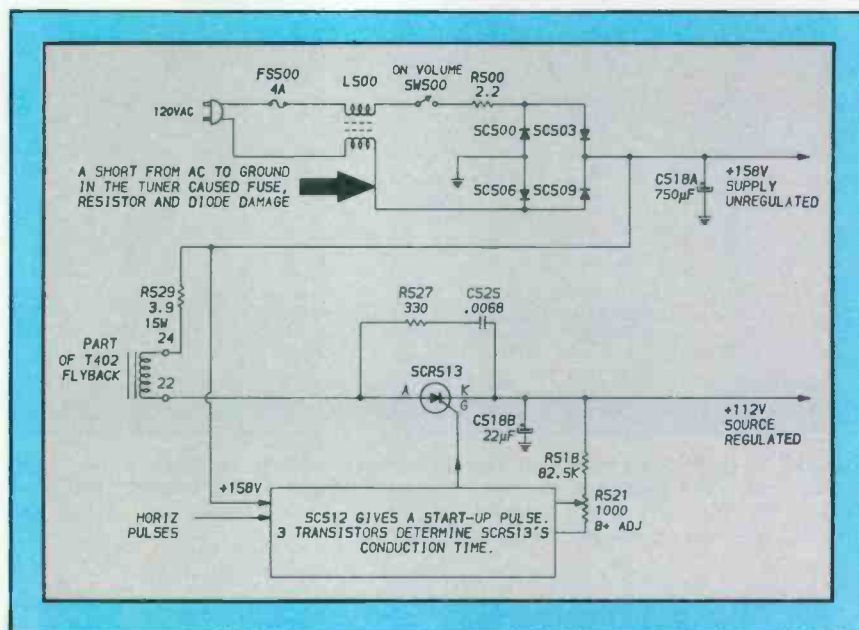 FS500
4A
L500
ON VOLUME
SW500
R500
2.2
120VAC
SC500
SC503
A SHORT FROM AC TO GROUND
IN THE TUNER CAUSED FUSE,
RESISTOR AND DIODE DAMAGE
SC506
SC509
C518A
750µF
+158V
SUPPLY
UNREGULATED
R529
3.9
15W
24
PART
OF T402
FLYBACK
22
R527
330
C525
.0068
SCR513
A
K
G
C518B
22µF
+112V
SOURCE
REGULATED
R518
82.5K
+158V
HORIZ
PULSES
SC512 GIVES A START-UP PULSE.
3 TRANSISTORS DETERMINE SCR513'S
CONDUCTION TIME.
R521
1000
B+ ADJ